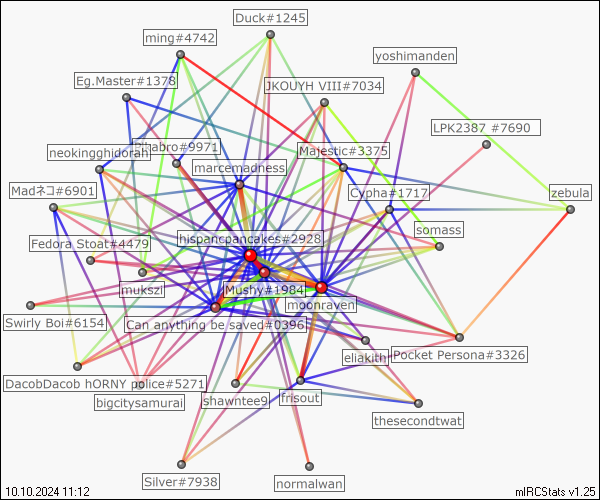 Duck#1245
ming#4742
yoshimanden
Eg.Master#1378
JKOUYH VIII#7034
LPK2387_#7690
neokingghidorah
#9971
Majestic#3375
marcemadness
Madネコ#6901
Cypha#1717
zebula
somass
hispancpancakes#2928
Fedora Stoat#4479
mukszi
Mushy#1984
moonraven
Swirly Boi#6154
Can anything be saved#0396
eliakith
Pocket Persona#3326
DacobDacob hORNY police#5271
bigcitysamurai
shawntee9
frisout
thesecondtwat
Silver#7938
normalwan
10.10.2024 11:12
mIRCStats v1.25